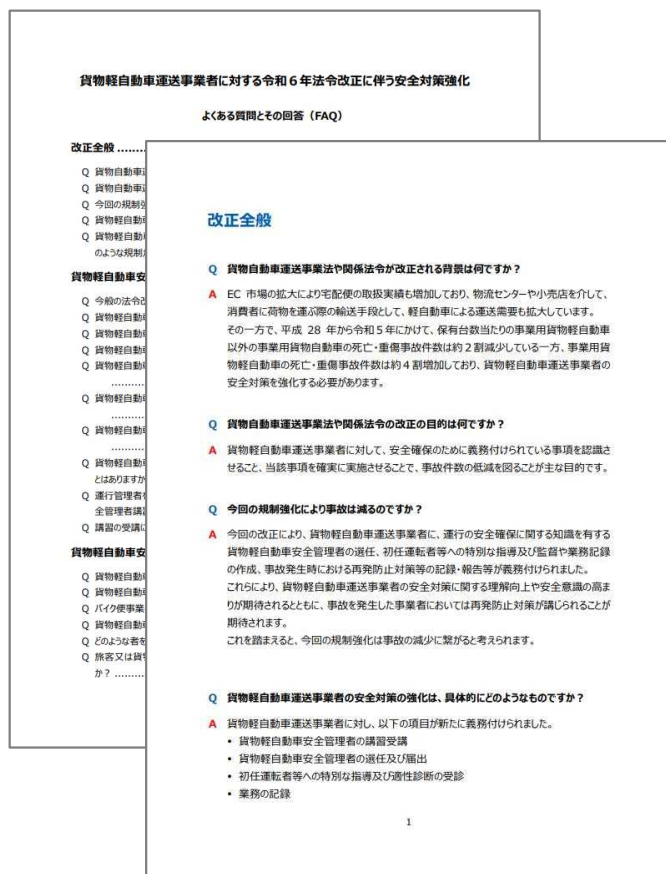 貨物軽自動車運送事業者に対する令和6年法令改正に伴う安全対策強化
よくある質問とその回答（FAQ）
改正全般 ........
Q 貨物自動車
Q 貨物自動車
Q 今回の規制
Q 貨物軽自動
Q 貨物軽自動
のような規制
貨物軽自動車安
Q 今般の法令
Q 貨物軽自動
Q 貨物軽自動
Q 貨物軽自動
Q 貨物軽自動
..........
Q 貨物軽自動
..........
Q 貨物軽自動
..........
Q 貨物軽自動
とはありますか
Q 運行管理者
全管理者講
Q 講習の受講に
貨物軽自動車安
Q 貨物軽自動
Q 貨物軽自動
Q バイク便事業
Q 貨物軽自動
Q どのような者を
Q 旅客又は貨
か？ ..........
改正全般
Q 貨物自動車運送事業法や関係法令が改正される背景は何ですか？
A EC 市場の拡大により宅配便の取扱実績も増加しており、物流センターや小売店を介して、
消費者に荷物を運ぶ際の輸送手段として、軽自動車による運送需要も拡大しています。
その一方で、平成 28 年から令和５年にかけて、保有台数当たりの事業用貨物軽自動車
以外の事業用貨物自動車の死亡・重傷事故件数は約２割減少している一方、事業用貨
物軽自動車の死亡・重傷事故件数は約４割増加しており、貨物軽自動車運送事業者の
安全対策を強化する必要があります。
Q 貨物自動車運送事業法や関係法令の改正の目的は何ですか？
A 貨物軽自動車運送事業者に対して、安全確保のために義務付けられている事項を認識さ
せること、当該事項を確実に実施させることで、事故件数の低減を図ることが主な目的です。
Q 今回の規制強化により事故は減るのですか？
A 今回の改正により、貨物軽自動車運送事業者に、運行の安全確保に関する知識を有する
貨物軽自動車安全管理者の選任、初任運転者等への特別な指導及び監督や業務記録
の作成、事故発生時における再発防止対策等の記録・報告等が義務付けられました。
これらにより、貨物軽自動車運送事業者の安全対策に関する理解向上や安全意識の高ま
りが期待されるとともに、事故を発生した事業者においては再発防止対策が講じられることが
期待されます。
これを踏まえると、今回の規制強化は事故の減少に繋がると考えられます。
Q 貨物軽自動車運送事業者の安全対策の強化は、具体的にどのようなものですか？
A 貨物軽自動車運送事業者に対し、以下の項目が新たに義務付けられました。
• 貨物軽自動車安全管理者の講習受講
• 貨物軽自動車安全管理者の選任及び届出
• 初任運転者等への特別な指導及び適性診断の受診
• 業務の記録
1